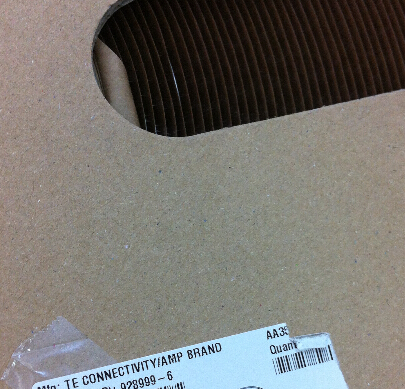 Mfg: TE CONNECTIVITY/AMP BRAND
AA35
928999-6
Quant